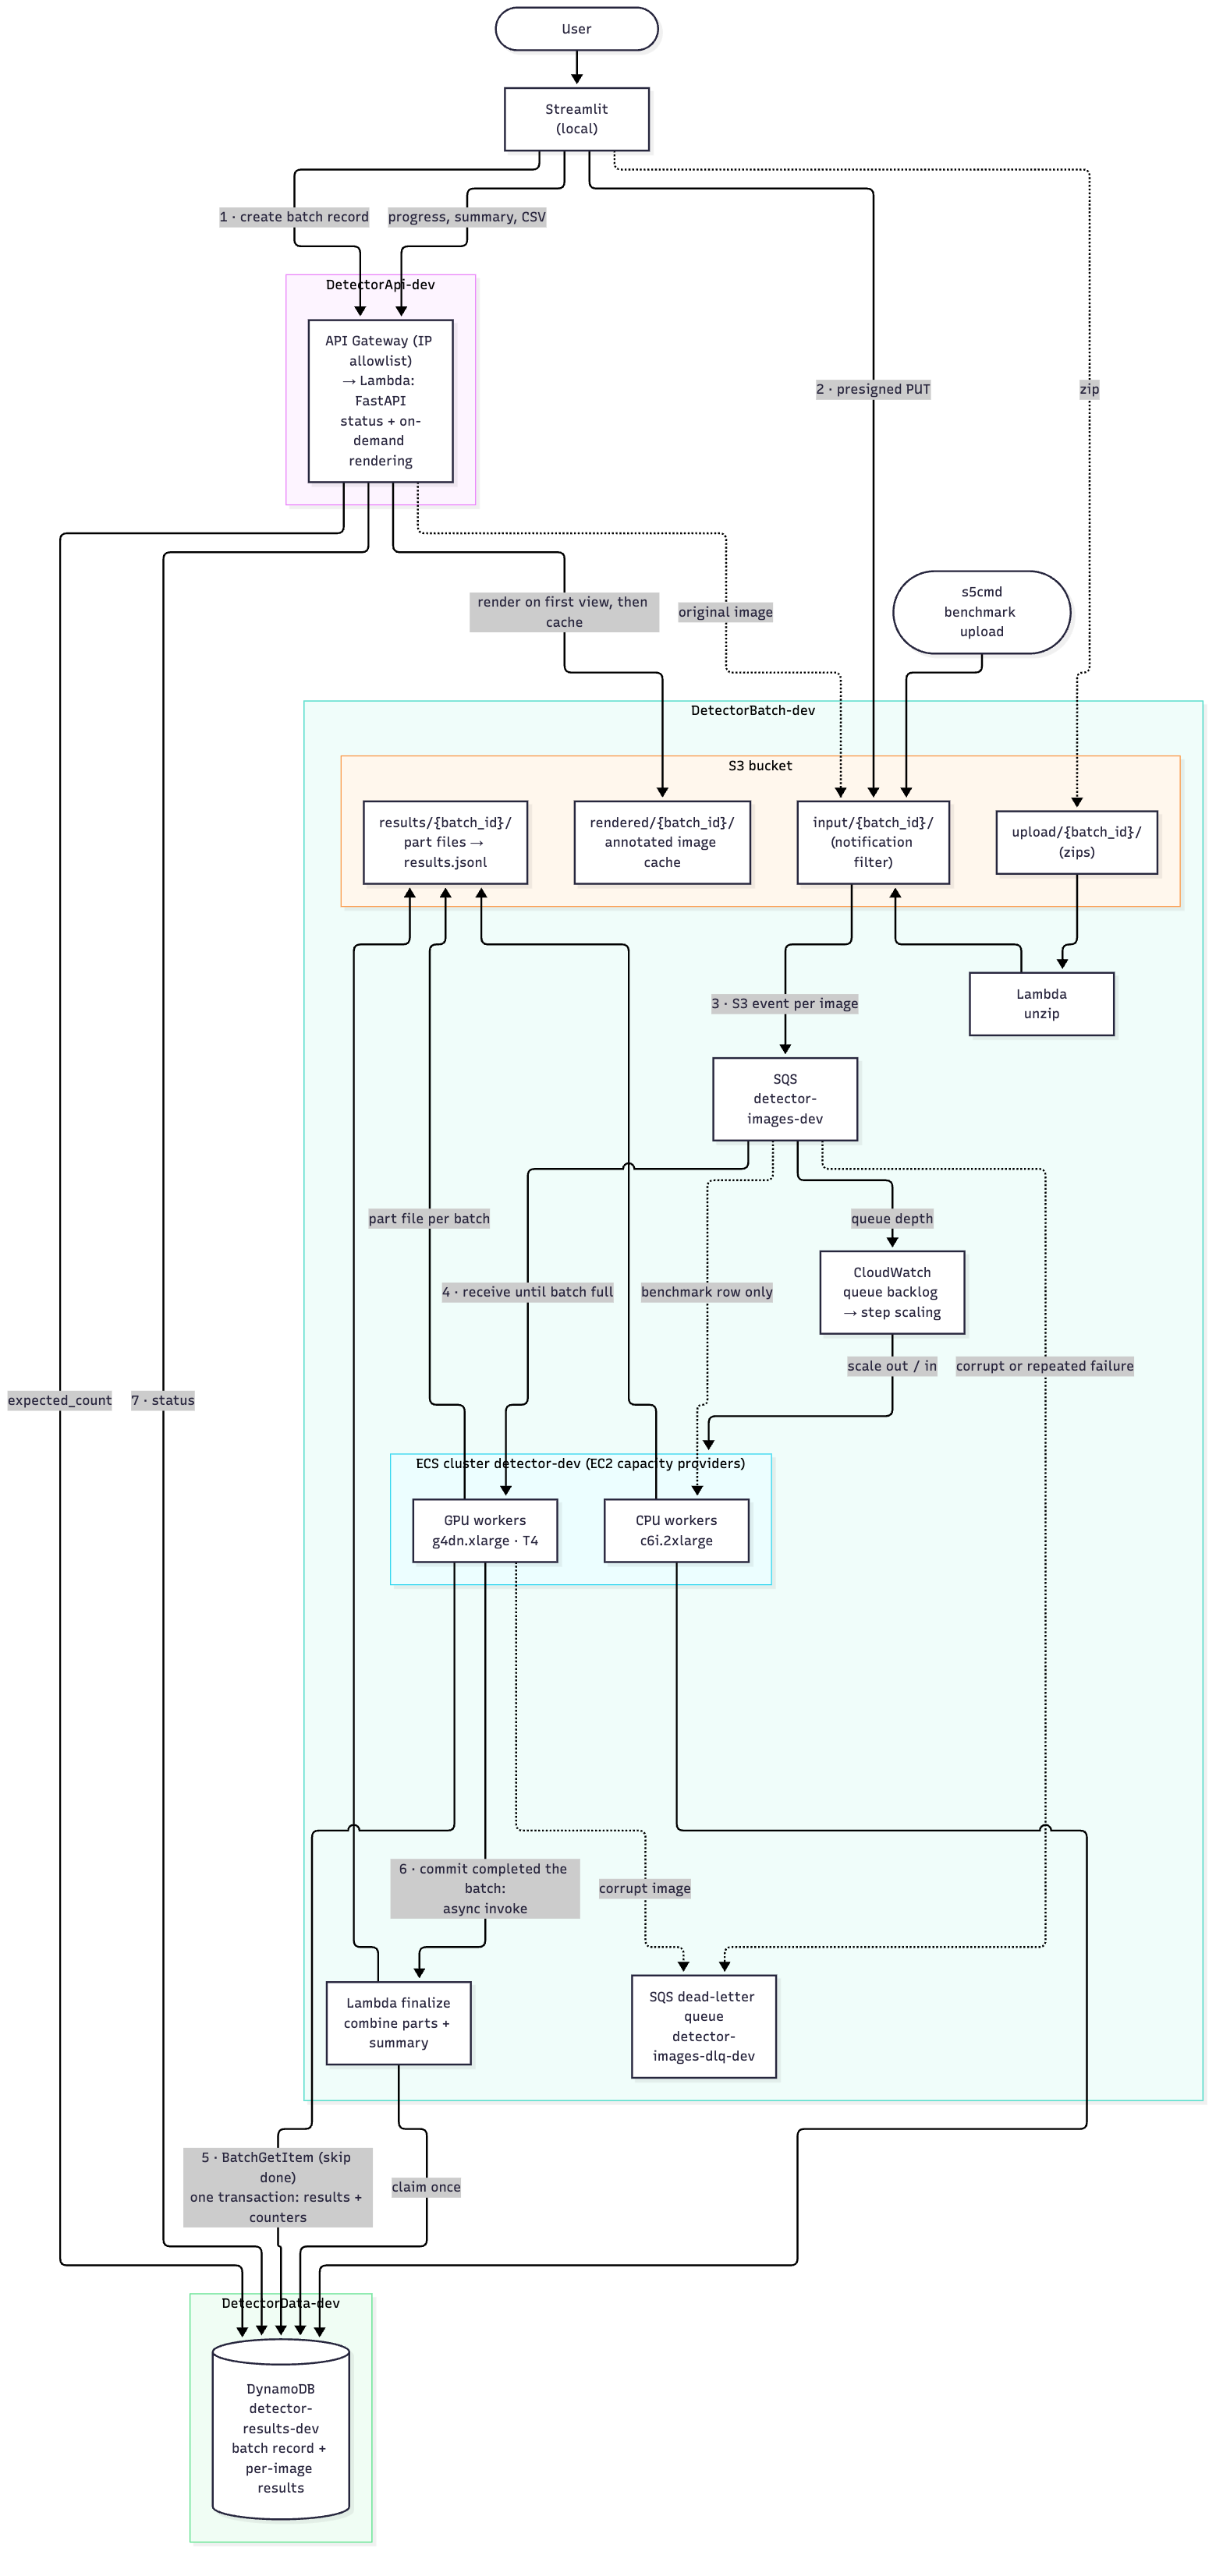 User
Streamlit
(local)
1 · create batch record
progress, summary, CSV
DetectorApi-dev
API Gateway (IP
allowlist)
→ Lambda:
FastAPI
status + on-
demand
rendering
2 · presigned PUT
zip
render on first view, then
cache
original image
s5cmd
benchmark
upload
DetectorBatch-dev
S3 bucket
results/{batch_id}/
part files →
results.jsonl
rendered/{batch_id}/
annotated image
cache
input/{batch_id}/
(notification
filter)
upload/{batch_id}/
(zips)
3 · S3 event per image
Lambda
unzip
SQS
detector-
images-dev
part file per batch
queue depth
4 · receive until batch full
benchmark row only
CloudWatch
queue backlog
→ step scaling
scale out / in
corrupt or repeated failure
expected_count
7 · status
ECS cluster detector-dev (EC2 capacity providers)
GPU workers
g4dn.xlarge · T4
CPU workers
c6i.2xlarge
6 · commit completed the
batch:
async invoke
corrupt image
Lambda finalize
combine parts +
summary
SQS dead-letter
queue
detector-
images-dlq-dev
5 · BatchGetItem (skip
done)
one transaction: results +
counters
claim once
DetectorData-dev
DynamoDB
detector-
results-dev
batch record +
per-image
results